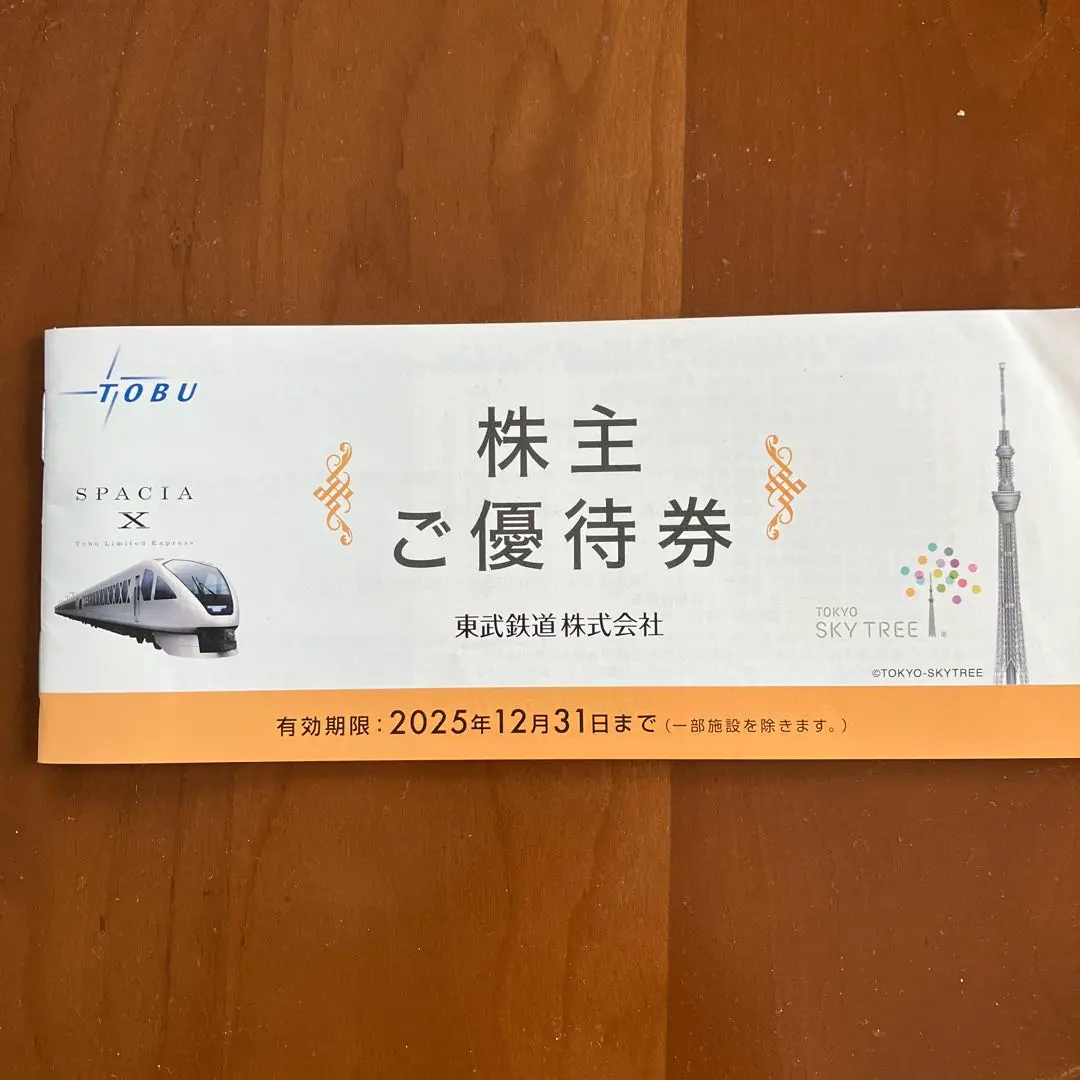 TOBU
SPACIA
X
Tobu Limited Express
株主
ご優待券
東武鉄道株式会社
TOKYO
SKYTREE
©TOKYO-SKYTREE
有効期限:2025年12月31日まで(一部施設を除きます。)